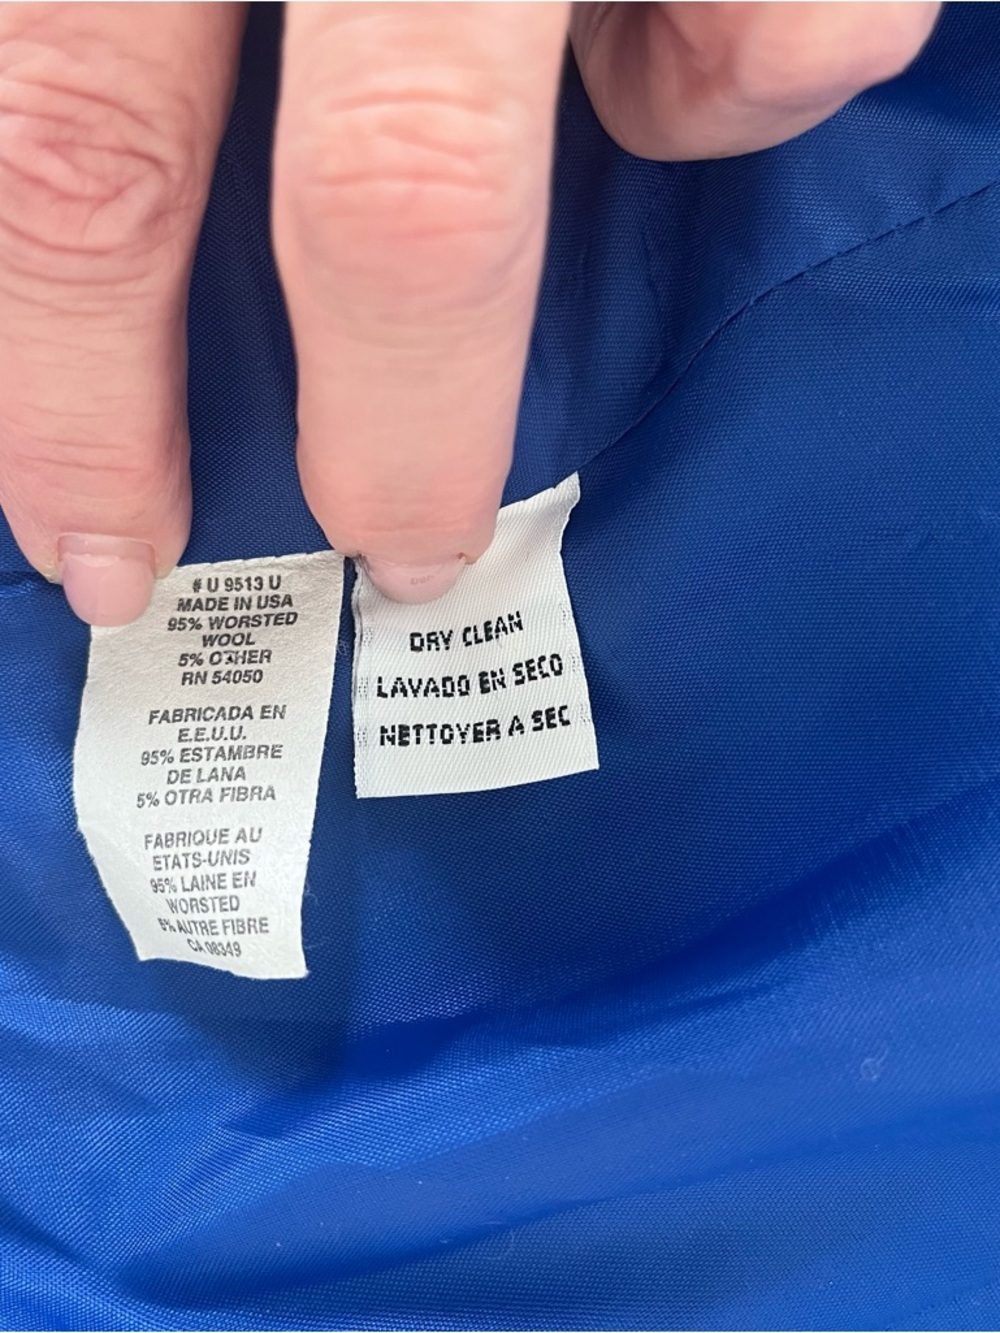 # U 9513 U
MADE IN USA
95% WORSTED
WOOL
5% OTHER
RN 54050
FABRICADA EN
E.E.U.U.
95% ESTAMBRE
DE LANA
5% OTRA FIBRA
FABRIQUE AU
ETATS-UNIS
95% LAINE EN
WORSTED
5% AUTRE FIBRE
CA 08349
DRY CLEAN
LAVADO EN SECO
NETTOYER A SEC